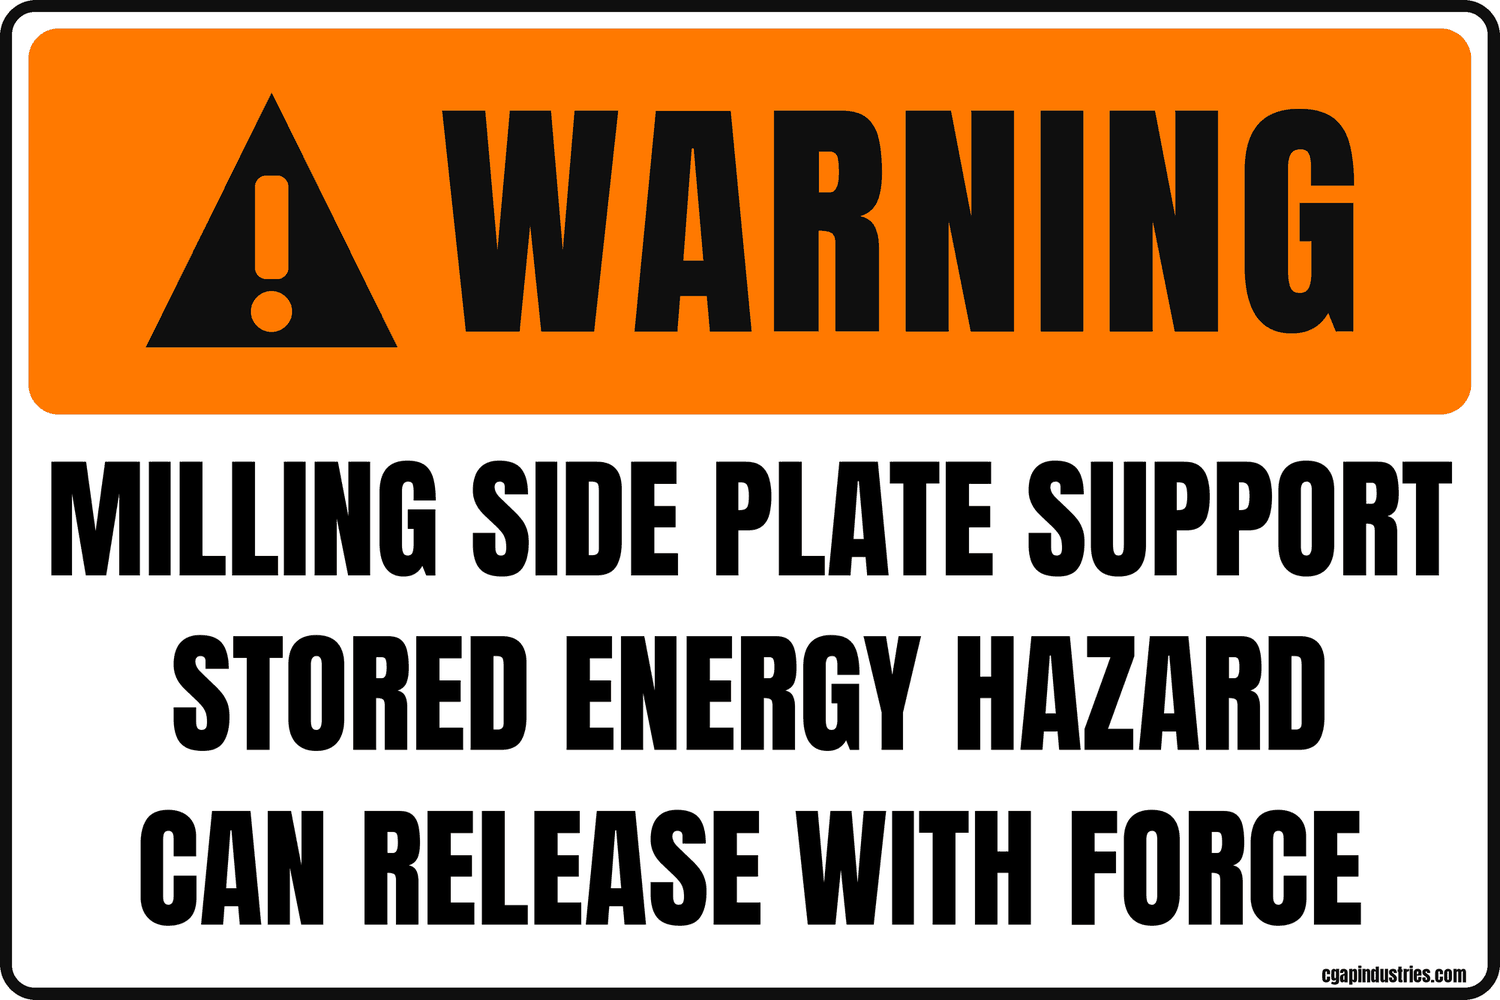 WARNING
MILLING SIDE PLATE SUPPORT
STORED ENERGY HAZARD
CAN RELEASE WITH FORCE
cgapindustries.com